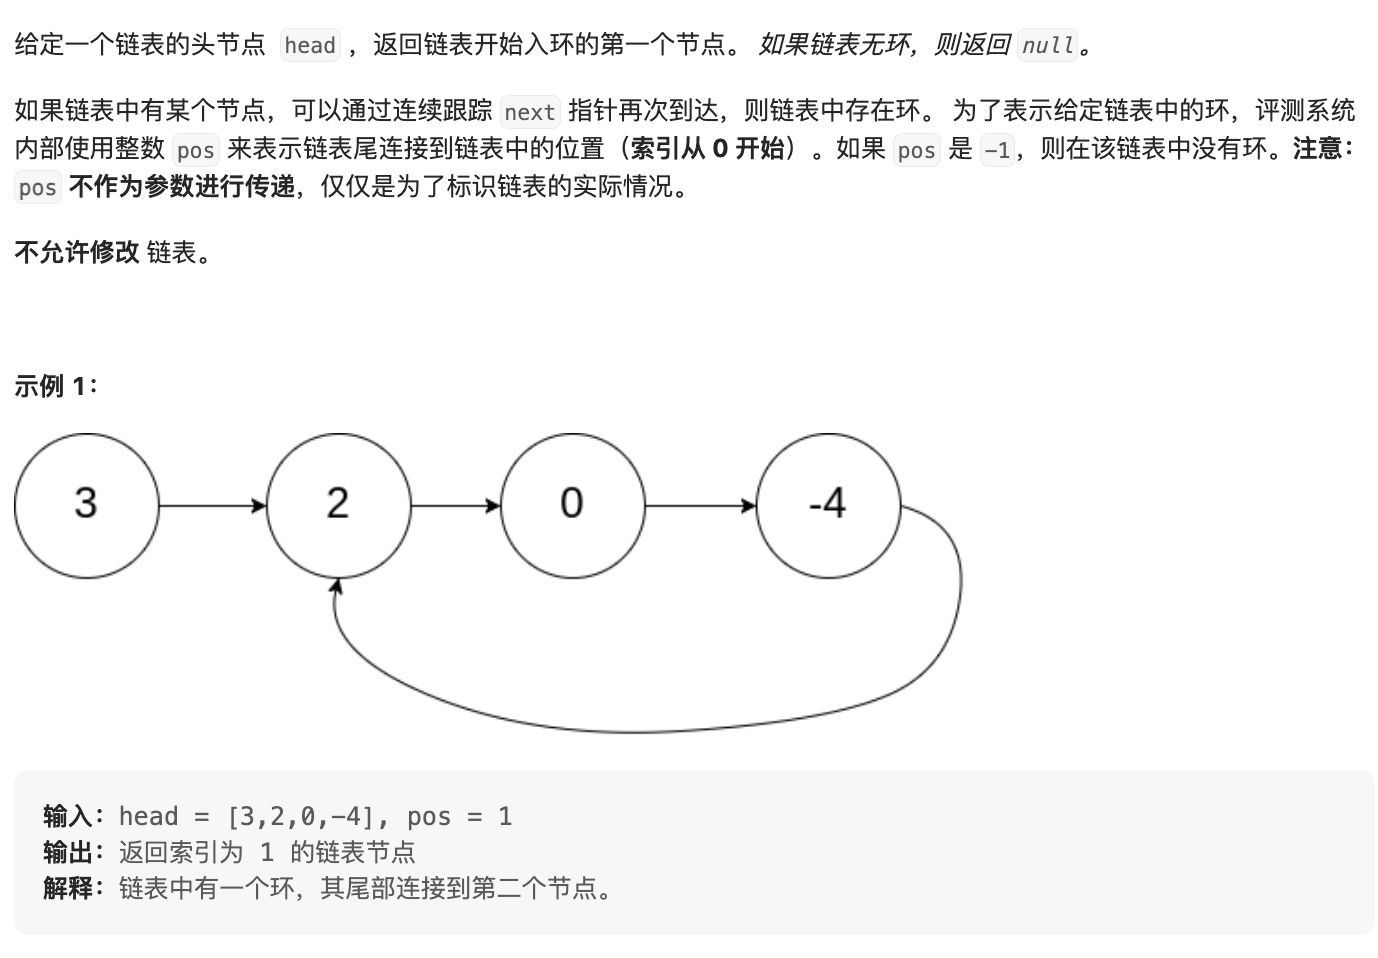 给定一个链表的头节点 head ，返回链表开始入环的第一个节点。 如果链表无环，则返回 null。
如果链表中有某个节点，可以通过连续跟踪 next 指针再次到达，则链表中存在环。 为了表示给定链表中的环，评测系统
内部使用整数 pos 来表示链表尾连接到链表中的位置（索引从 0 开始）。如果 pos 是 -1，则在该链表中没有环。注意：
pos 不作为参数进行传递，仅仅是为了标识链表的实际情况。
不允许修改 链表。
示例 1：
3 2 0 -4
输入：head = [3,2,0,-4], pos = 1
输出：返回索引为 1 的链表节点
解释：链表中有一个环，其尾部连接到第二个节点。